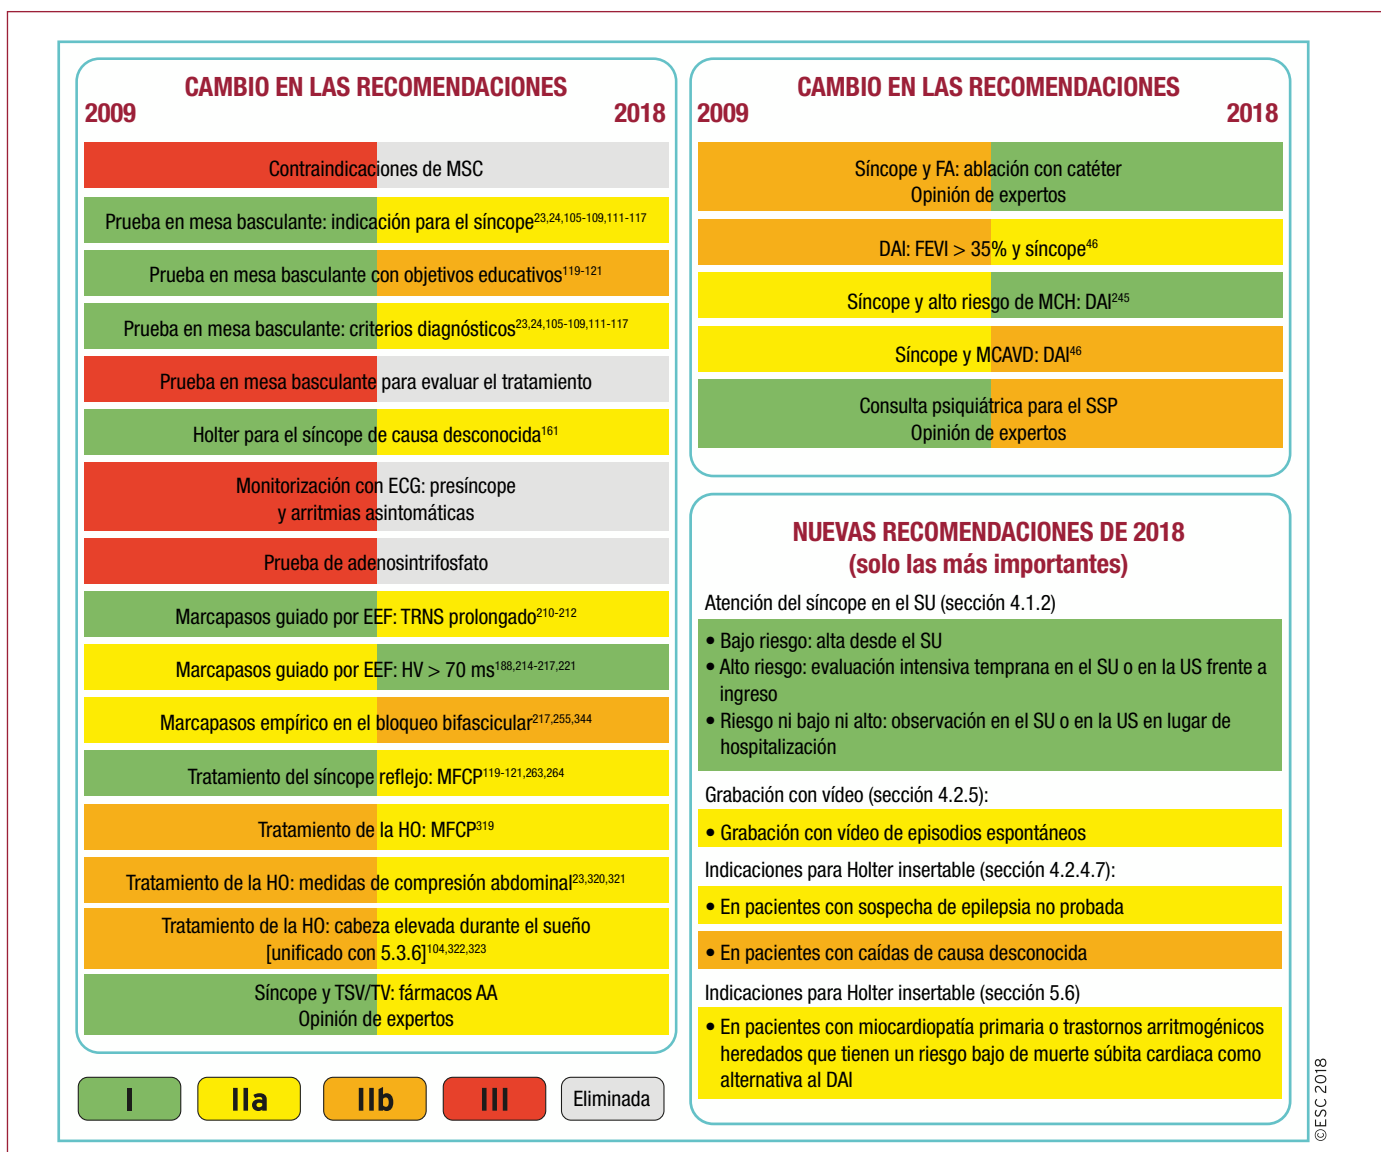 CAMBIO EN LAS RECOMENDACIONES
2009 2018
Contraindicaciones de MSC
Prueba en mesa basculante: indicación para el síncope23,24,105-109,111-117
Prueba en mesa basculante con objetivos educativos119-121
Prueba en mesa basculante: criterios diagnósticos23,24,105-109,111-117
Prueba en mesa basculante para evaluar el tratamiento
Holter para el síncope de causa desconocida161
Monitorización con ECG: presíncope
y arritmias asintomáticas
Prueba de adenosintrifosfato
Marcapasos guiado por EEF: TRNS prolongado210-212
Marcapasos guiado por EEF: HV > 70 ms188,214-217,221
Marcapasos empírico en el bloqueo bifascicular217,255,344
Tratamiento del síncope reflejo: MFCP119-121,263,264
Tratamiento de la HO: MFCP319
Tratamiento de la HO: medidas de compresión abdominal23,320,321
Tratamiento de la HO: cabeza elevada durante el sueño
[unificado con 5.3.6]104,322,323
Síncope y TSV/TV: fármacos AA
Opinión de expertos
I IIa IIb III Eliminada
CAMBIO EN LAS RECOMENDACIONES
2009 2018
Síncope y FA: ablación con catéter
Opinión de expertos
DAI: FEVI > 35% y síncope46
Síncope y alto riesgo de MCH: DAI245
Síncope y MCAVD: DAI46
Consulta psiquiátrica para el SSP
Opinión de expertos
NUEVAS RECOMENDACIONES DE 2018
(solo las más importantes)
Atención del síncope en el SU (sección 4.1.2)
• Bajo riesgo: alta desde el SU
• Alto riesgo: evaluación intensiva temprana en el SU o en la US frente a
ingreso
• Riesgo ni bajo ni alto: observación en el SU o en la US en lugar de
hospitalización
Grabación con vídeo (sección 4.2.5):
• Grabación con vídeo de episodios espontáneos
Indicaciones para Holter insertable (sección 4.2.4.7):
• En pacientes con sospecha de epilepsia no probada
• En pacientes con caídas de causa desconocida
Indicaciones para Holter insertable (sección 5.6)
• En pacientes con miocardiopatía primaria o trastornos arritmogénicos
heredados que tienen un riesgo bajo de muerte súbita cardiaca como
alternativa al DAI
©ESC 2018